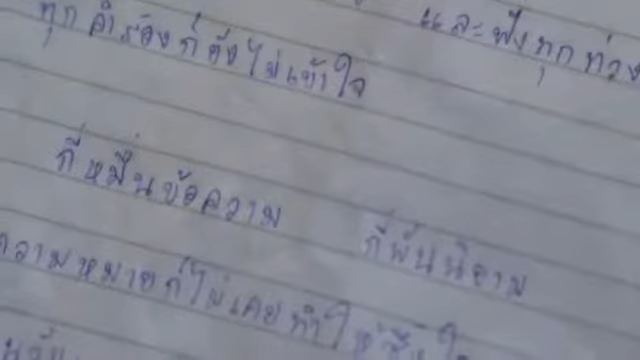 และฟังทุกท่วง
ทุกคำร้องก็ยังไม่เข้าใจ
กี่หมื่นข้อความ กี่พันนิยาม
ความหมายก็ไม่เคยทำให้